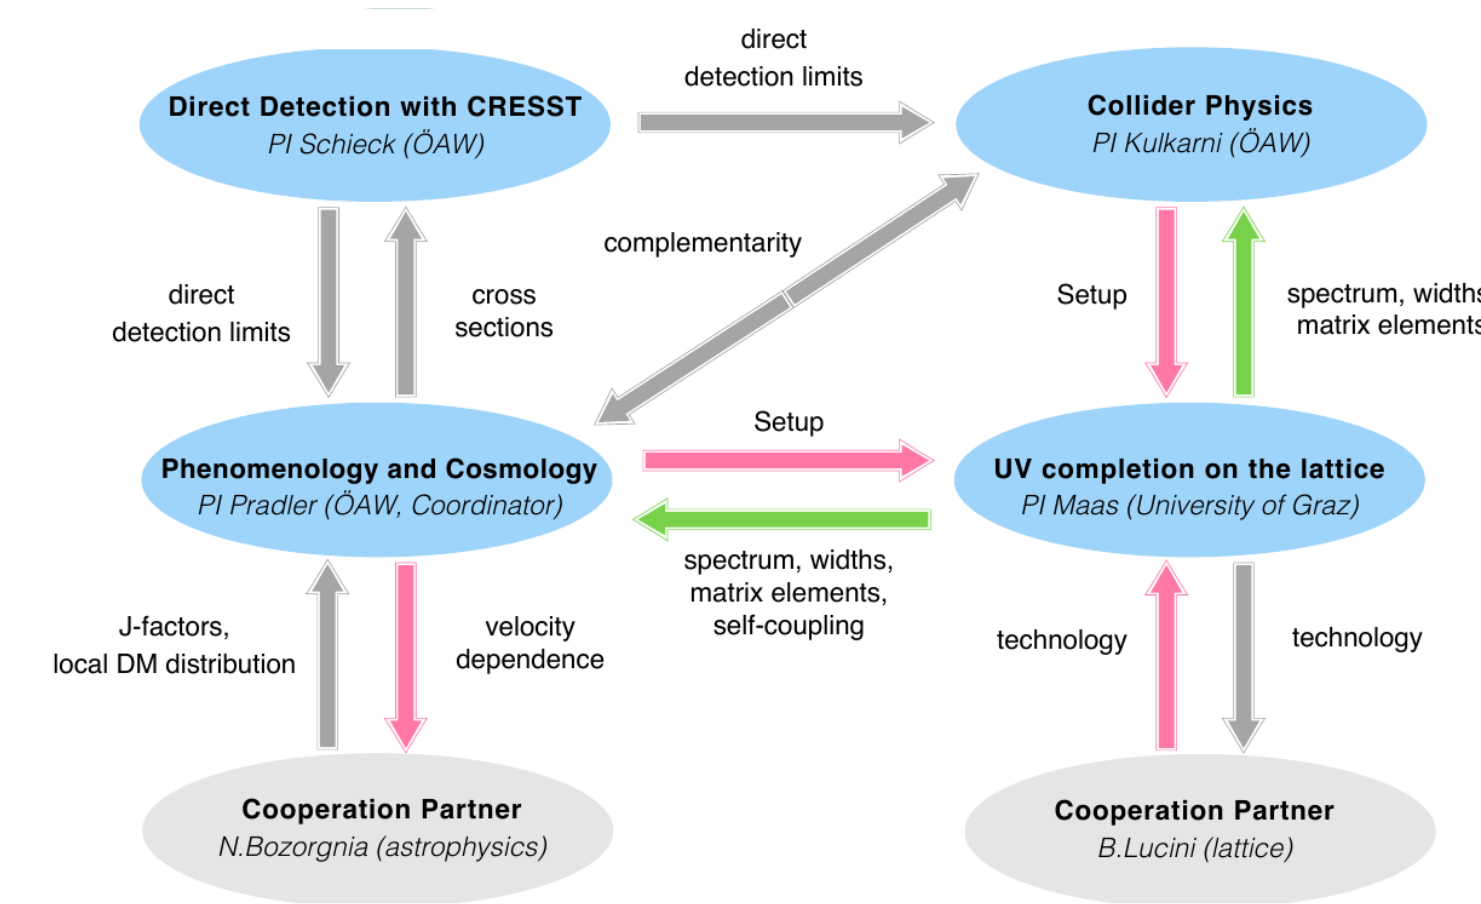 direct
detection limits
Direct Detection with CRESST
PI Schieck (ÖAW)
Collider Physics
PI Kulkarni (ÖAW)
complementarity
direct
detection limits
cross
sections
Setup
spectrum, widths
matrix elements
Setup
Phenomenology and Cosmology
PI Pradler (ÖAW, Coordinator)
UV completion on the lattice
PI Maas (University of Graz)
spectrum, widths,
matrix elements,
self-coupling
J-factors,
local DM distribution
velocity
dependence
technology
technology
Cooperation Partner
N.Bozorgnia (astrophysics)
Cooperation Partner
B.Lucini (lattice)